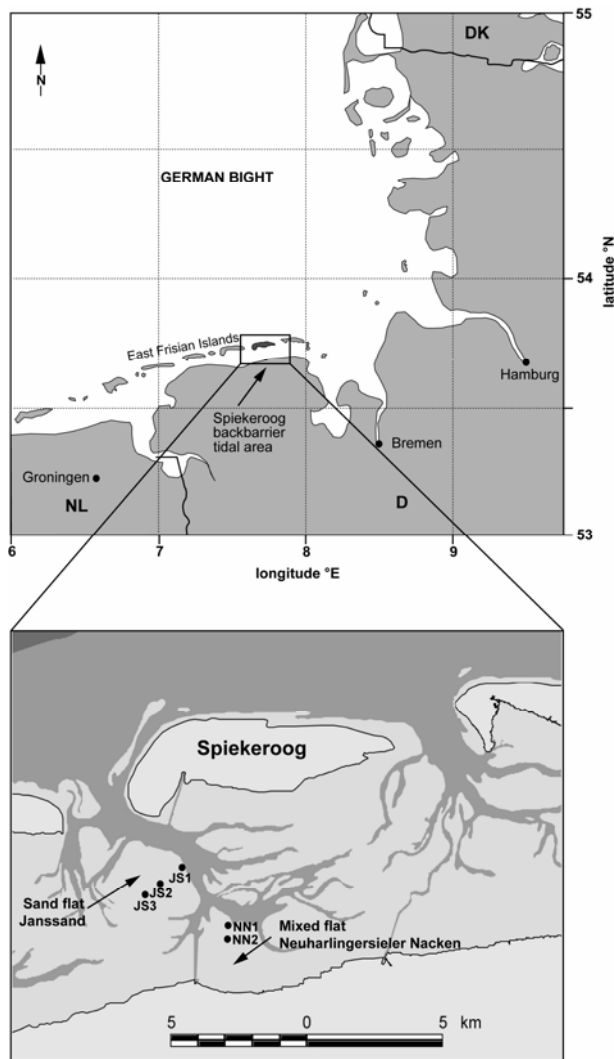 55
DK
N
GERMAN BIGHT
54
latitude °N
East Frisian Islands
Hamburg
Spiekeroog
backbarrier
tidal area
Bremen
Groningen
NL
D
53
6
7
8
9
longitude °E
Spiekeroog
JS1
JS2
JS3
Sand flat
Janssand
NN1
NN2
Mixed flat
Neuharlingersieler Nacken
5
0
5
km